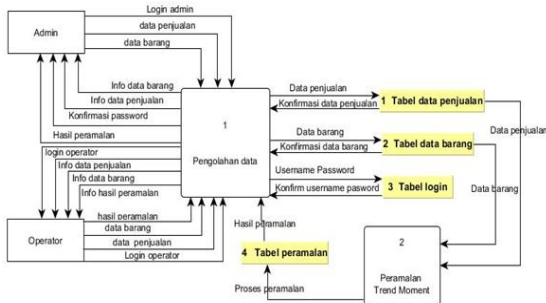 Login admin
Admin
data penjualan
data barang
Info data barang
Info data penjualan
Konfirmasi password
Hasil peramalan
login operator
Info data penjualan
Info data barang
Info hasil peramalan
Operator
hasil peramalan
data barang
data penjualan
Login operator
1
Pengolahan data
Data penjualan
Konfirmasi data penjualan
1 Tabel data penjualan
Data penjualan
Data barang
Konfirmasi data barang
2 Tabel data barang
Username Password
Konfirm username pasword
3 Tabel login
Data barang
Hasil peramalan
4 Tabel peramalan
Proses peramalan
2
Peramalan
Trend Moment